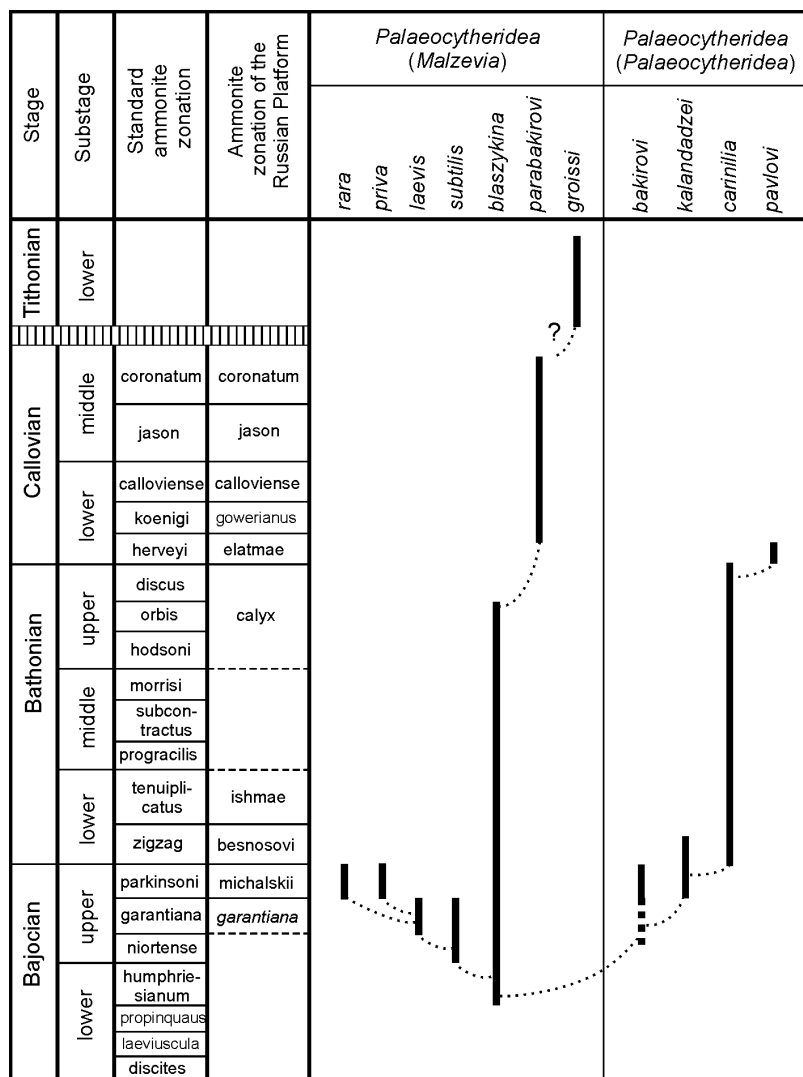 Stage
Substage
Standard
ammonite
zonation
Ammonite
zonation of the
Russian Platform
Palaeocytheridea
(Malzevia)
Palaeocytheridea
(Palaeocytheridea)
rara
priva
laevis
subtilis
blaszykina
parabakirovi
groissi
bakirovi
kalandadzei
carinilia
pavlovi
Tithonian
lower
?
Callovian
middle
coronatum
coronatum
jason
jason
lower
calloviense
calloviense
koenigi
gowerianus
herveyi
elatmae
Bathonian
upper
discus
orbis
calyx
hodsoni
middle
morrisi
subcon-
tractus
progracilis
lower
tenuipli-
catus
ishmae
zigzag
besnosovi
Bajocian
upper
parkinsoni
michalskii
garantiana
garantiana
niortense
lower
humphrie-
sianum
propinquaus
laeviuscula
discites